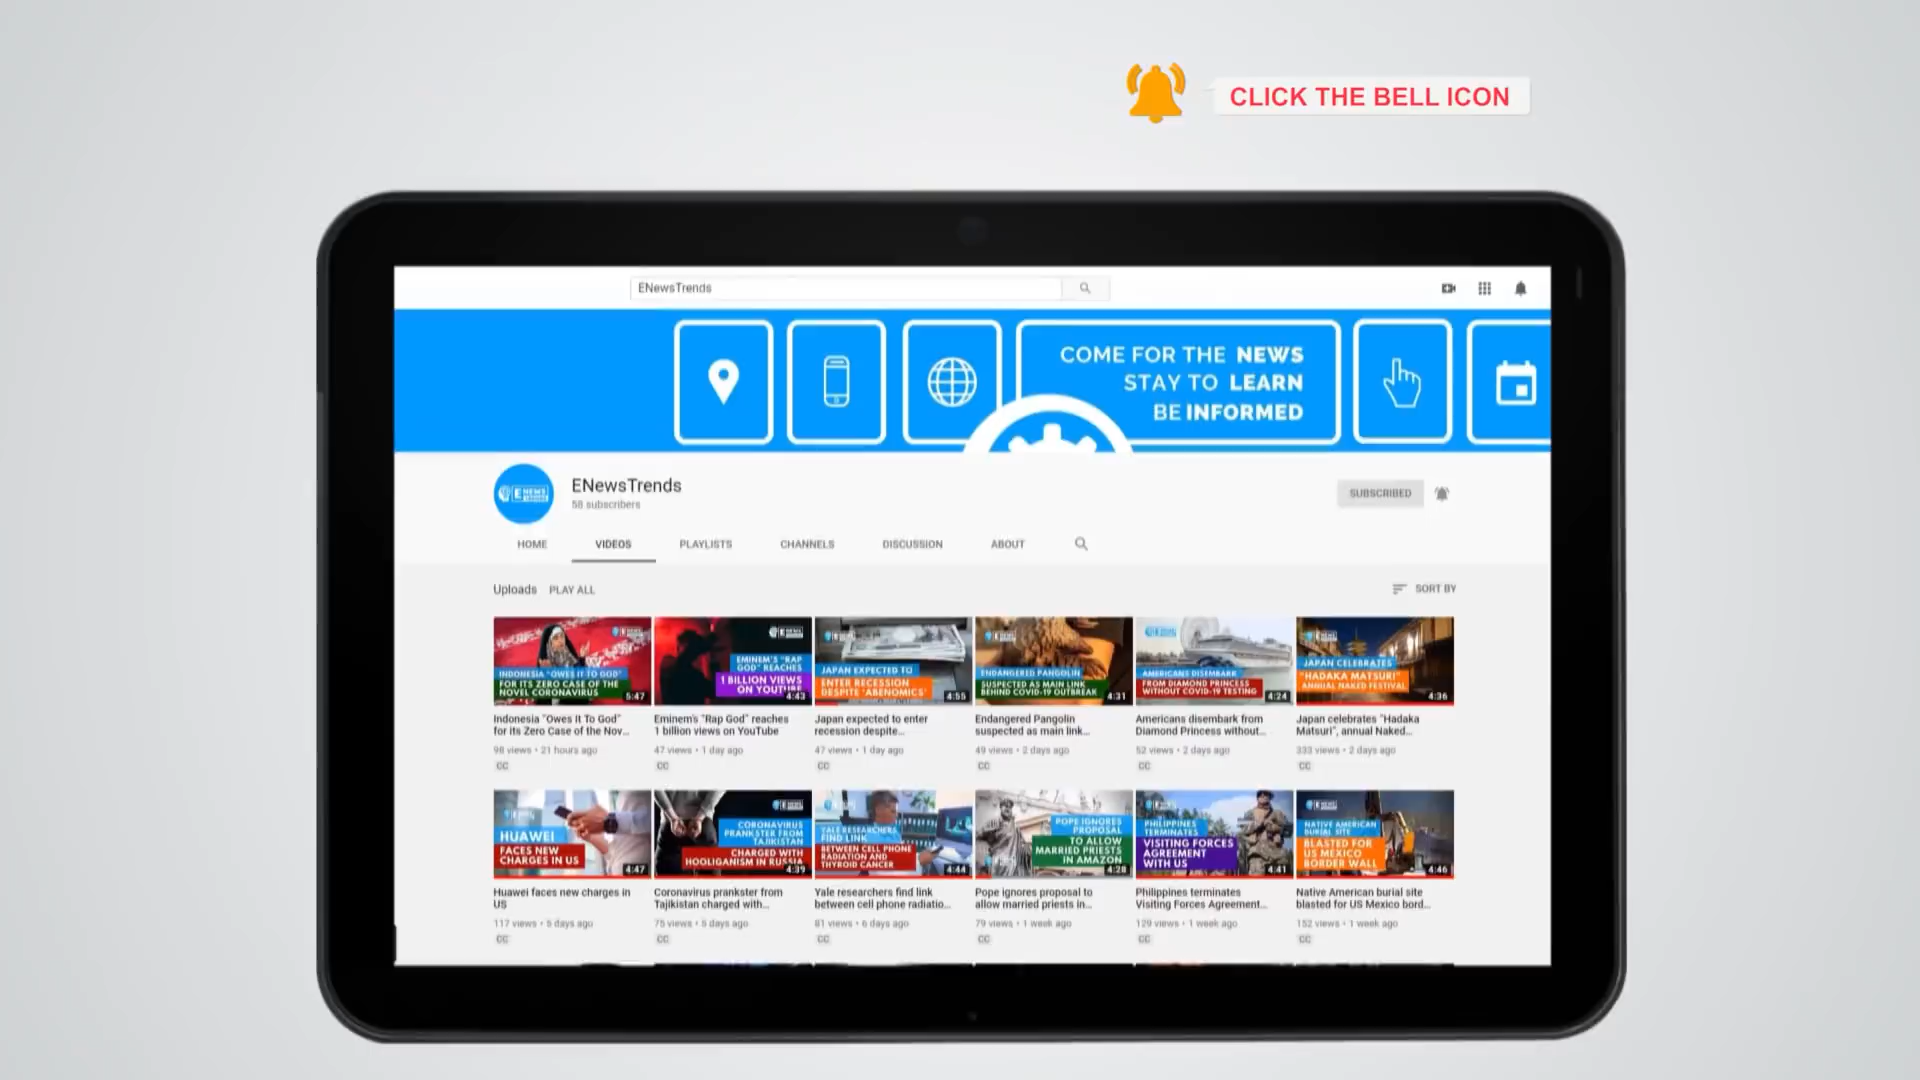 CLICK THE BELL ICON
ENewsTrends
COME FOR THE NEWS
STAY TO LEARN
BE INFORMED
E NEWS
ENewsTrends
58 subscribers
SUBSCRIBED
HOME VIDEOS PLAYLISTS CHANNELS DISCUSSION ABOUT
Uploads PLAY ALL SORT BY
INDONESIA "OWES IT TO GOD"
FOR ITS ZERO CASE OF THE
NOVEL CORONAVIRUS
5:47
EMINEM'S "RAP
GOD" REACHES
1 BILLION VIEWS
ON YOUTUBE
4:43
JAPAN EXPECTED TO
ENTER RECESSION
DESPITE 'ABENOMICS'
4:55
ENDANGERED PANGOLIN
SUSPECTED AS MAIN LINK
BEHIND COVID-19 OUTBREAK
4:31
AMERICANS DISEMBARK
FROM DIAMOND PRINCESS
WITHOUT COVID-19 TESTING
4:24
JAPAN CELEBRATES
"HADAKA MATSURI"
ANNUAL NAKED FESTIVAL
4:36
Indonesia "Owes It To God"
for its Zero Case of the Nov...
98 views • 21 hours ago
CC
Eminem's "Rap God" reaches
1 billion views on YouTube
47 views • 1 day ago
CC
Japan expected to enter
recession despite...
47 views • 1 day ago
CC
Endangered Pangolin
suspected as main link...
49 views • 2 days ago
CC
Americans disembark from
Diamond Princess without...
52 views • 2 days ago
CC
Japan celebrates "Hadaka
Matsuri", annual Naked...
333 views • 2 days ago
CC
HUAWEI
FACES NEW
CHARGES IN US
4:47
CORONAVIRUS
PRANKSTER FROM
TAJIKISTAN
CHARGED WITH
HOOLIGANISM IN RUSSIA
4:39
YALE RESEARCHERS
FIND LINK
BETWEEN CELL PHONE
RADIATION AND
THYROID CANCER
4:44
POPE IGNORES
PROPOSAL
TO ALLOW
MARRIED PRIESTS
IN AMAZON
4:28
PHILIPPINES
TERMINATES
VISITING FORCES
AGREEMENT
WITH US
4:41
NATIVE AMERICAN
BURIAL SITE
BLASTED FOR
US MEXICO
BORDER WALL
4:46
Huawei faces new charges in
US
117 views • 5 days ago
CC
Coronavirus prankster from
Tajikistan charged with...
75 views • 5 days ago
CC
Yale researchers find link
between cell phone radiatio...
81 views • 6 days ago
CC
Pope ignores proposal to
allow married priests in...
79 views • 1 week ago
CC
Philippines terminates
Visiting Forces Agreement...
129 views • 1 week ago
CC
Native American burial site
blasted for US Mexico bord...
152 views • 1 week ago
CC